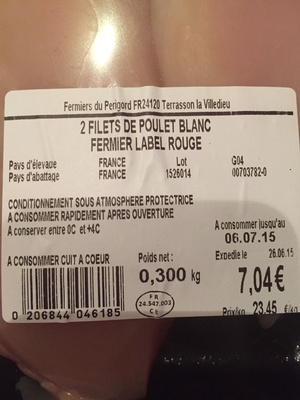 Fermiers du Perigord FR24120 Terrasson la Villedieu
2 FILETS DE POULET BLANC
FERMIER LABEL ROUGE
Pays d'élevage FRANCE Lot G04
Pays d'abattage FRANCE 1526014 00703782-0
CONDITIONNEMENT SOUS ATMOSPHERE PROTECTRICE
A CONSOMMER RAPIDEMENT APRES OUVERTURE
A conserver entre 0C et +4C
A consommer jusqu'au
06.07.15
Expedie le 26.06.15
A CONSOMMER CUIT A COEUR
Poids net :
0,300 kg
7,04€
FR
24.547.003
CE
0 206844 046185
Prix/kg 23,45 €/kg